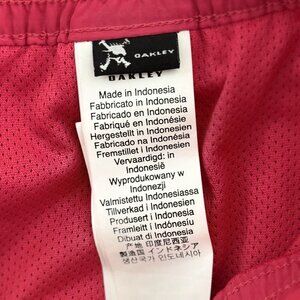 OAKLEY
OAKLEY
Made in Indonesia
Fabbricato in Indonesia
Fabricado en Indonesia
Fabriqué en Indonésie
Hergestellt in Indonesien
Fabricado na Indonésia
Fremstillet i Indonesien
Vervaardigd: in
Indonesië
Wyprodukowany w
Indonezji
Valmistettu Indonesiassa
Tillverkad i Indonesien
Produsert i Indonesia
Framleitt í Indónesíu
Dibuat di Indonesia
产地 印度尼西亚
製造国 インドネシア
생산국가 인도네시아